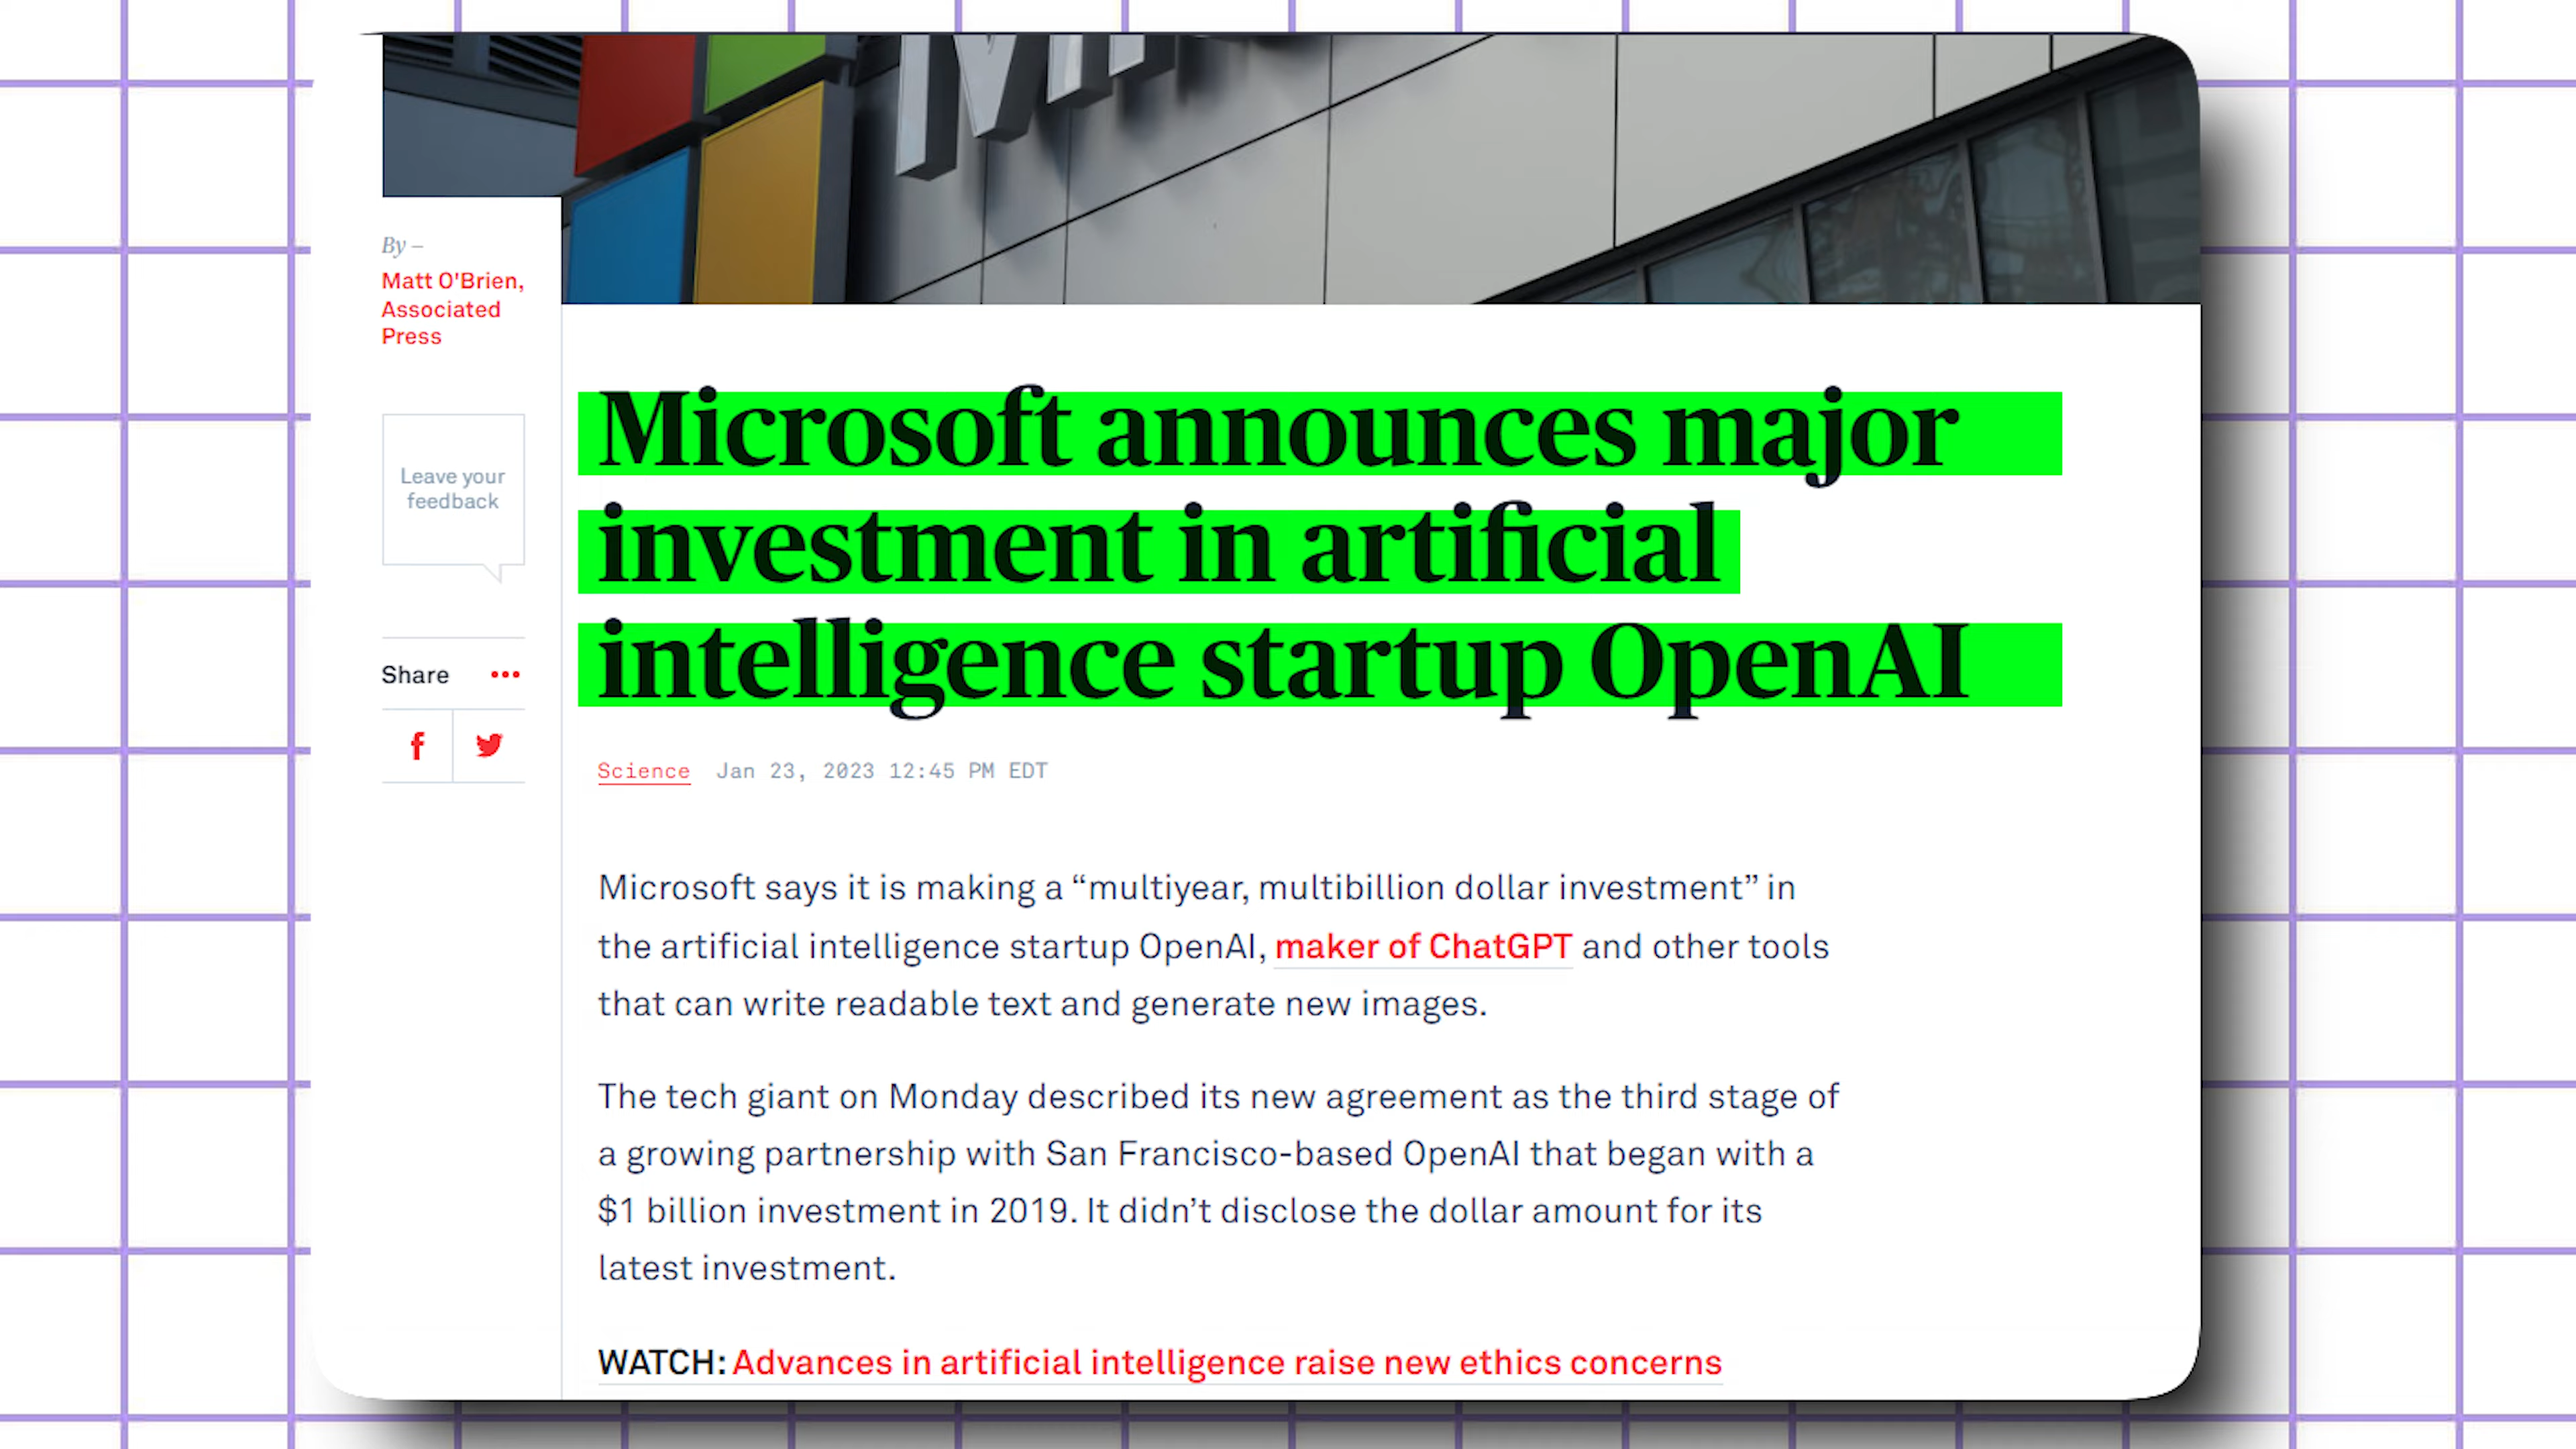 By –
Matt O'Brien,
Associated
Press
Leave your
feedback
Share
Microsoft announces major
investment in artificial
intelligence startup OpenAI
Science Jan 23, 2023 12:45 PM EDT
Microsoft says it is making a “multiyear, multibillion dollar investment” in
the artificial intelligence startup OpenAI, maker of ChatGPT and other tools
that can write readable text and generate new images.
The tech giant on Monday described its new agreement as the third stage of
a growing partnership with San Francisco-based OpenAI that began with a
$1 billion investment in 2019. It didn’t disclose the dollar amount for its
latest investment.
WATCH: Advances in artificial intelligence raise new ethics concerns